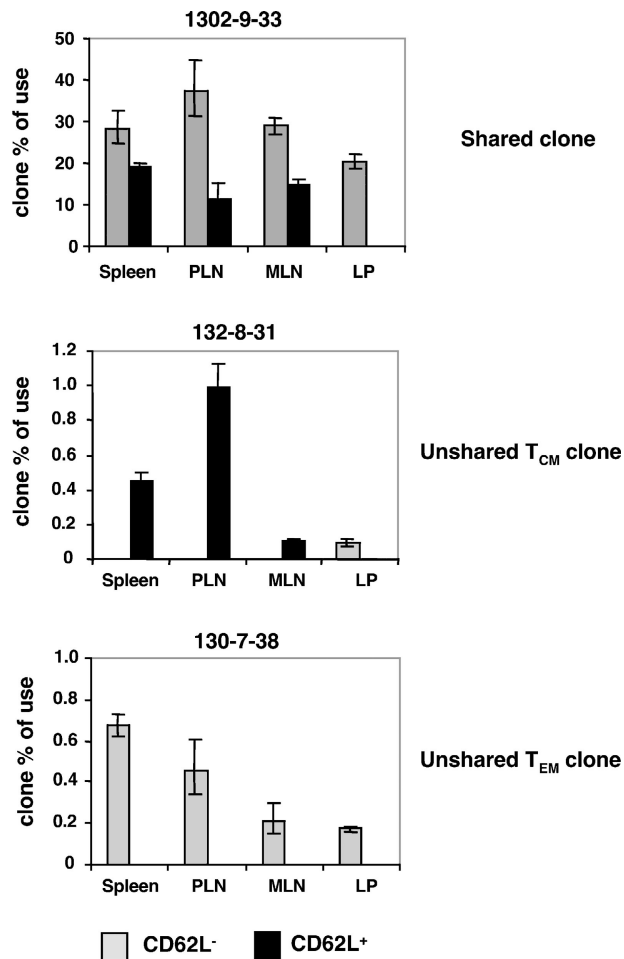 1302-9-33
50
40
30
20
10
0
clone % of use
Spleen PLN MLN LP
Shared clone
132-8-31
1.2
1.0
0.8
0.6
0.4
0.2
0
clone % of use
Spleen PLN MLN LP
Unshared TCM clone
130-7-38
1.0
0.8
0.6
0.4
0.2
0
clone % of use
Spleen PLN MLN LP
Unshared TEM clone
CD62L- CD62L+